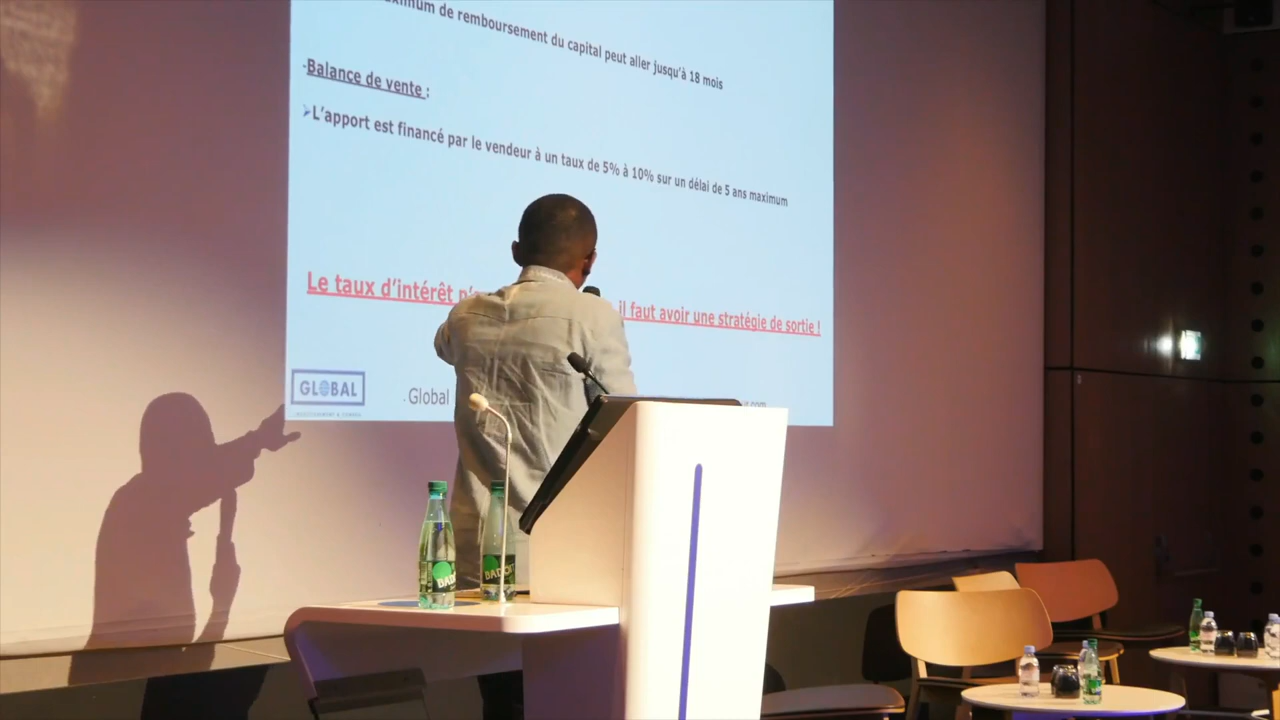 de remboursement du capital peut aller jusqu'à 18 mois
-Balance de vente :
➢L'apport est financé par le vendeur à un taux de 5% à 10% sur un délai de 5 ans maximum
Le taux d'intérêt il faut avoir une stratégie de sortie !
GLOBAL
Global
BADOIT